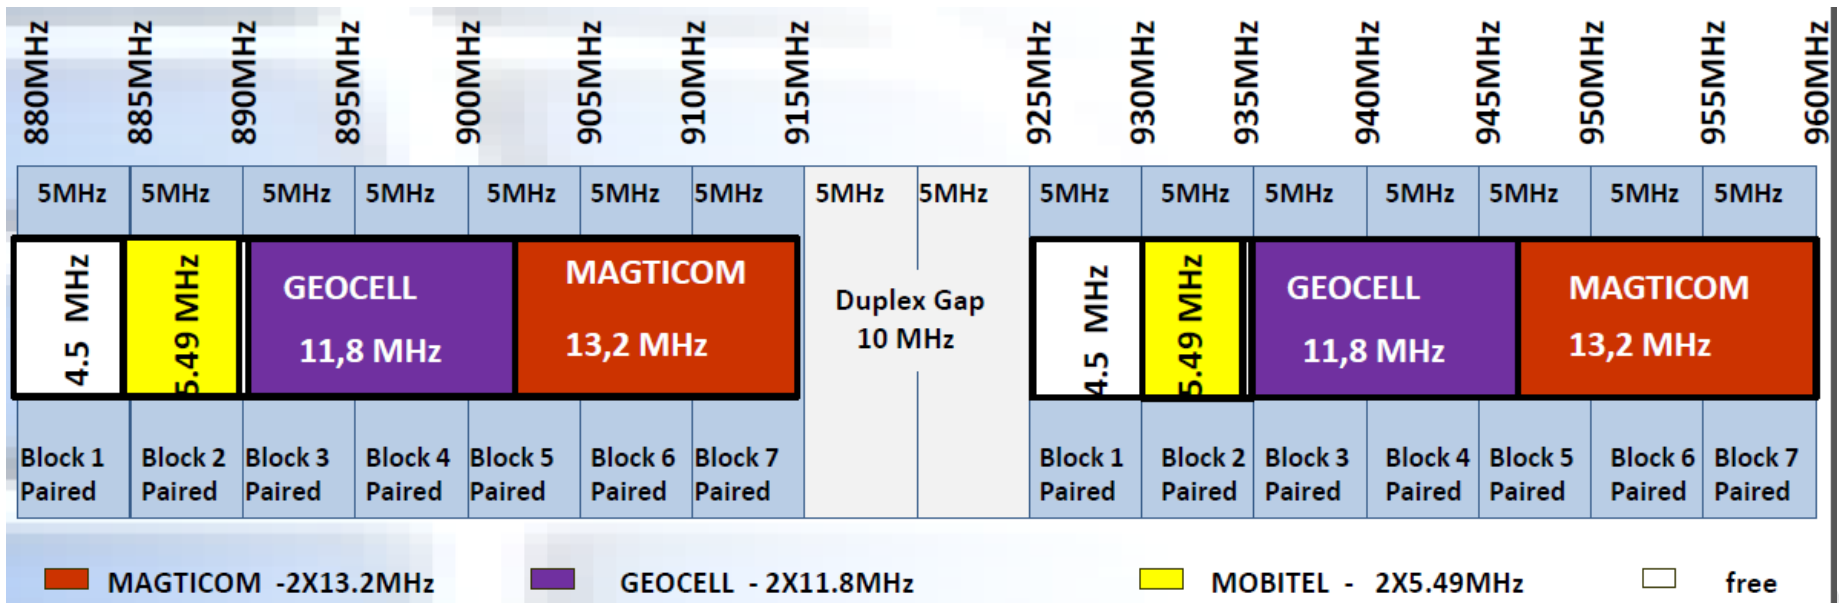 880MHz 885MHz 890MHz 895MHz 900MHz 905MHz 910MHz 915MHz 925MHz 930MHz 935MHz 940MHz 945MHz 950MHz 955MHz 960MHz
5MHz 5MHz 5MHz 5MHz 5MHz 5MHz 5MHz 5MHz 5MHz 5MHz 5MHz 5MHz 5MHz 5MHz 5MHz 5MHz
4.5 MHz
5.49 MHz
GEOCELL
11,8 MHz
MAGTICOM
13,2 MHz
Duplex Gap
10 MHz
4.5 MHz
5.49 MHz
GEOCELL
11,8 MHz
MAGTICOM
13,2 MHz
Block 1 Block 2 Block 3 Block 4 Block 5 Block 6 Block 7 Block 1 Block 2 Block 3 Block 4 Block 5 Block 6 Block 7
Paired Paired Paired Paired Paired Paired Paired Paired Paired Paired Paired Paired Paired Paired
MAGTICOM -2X13.2MHz GEOCELL - 2X11.8MHz MOBITEL - 2X5.49MHz free